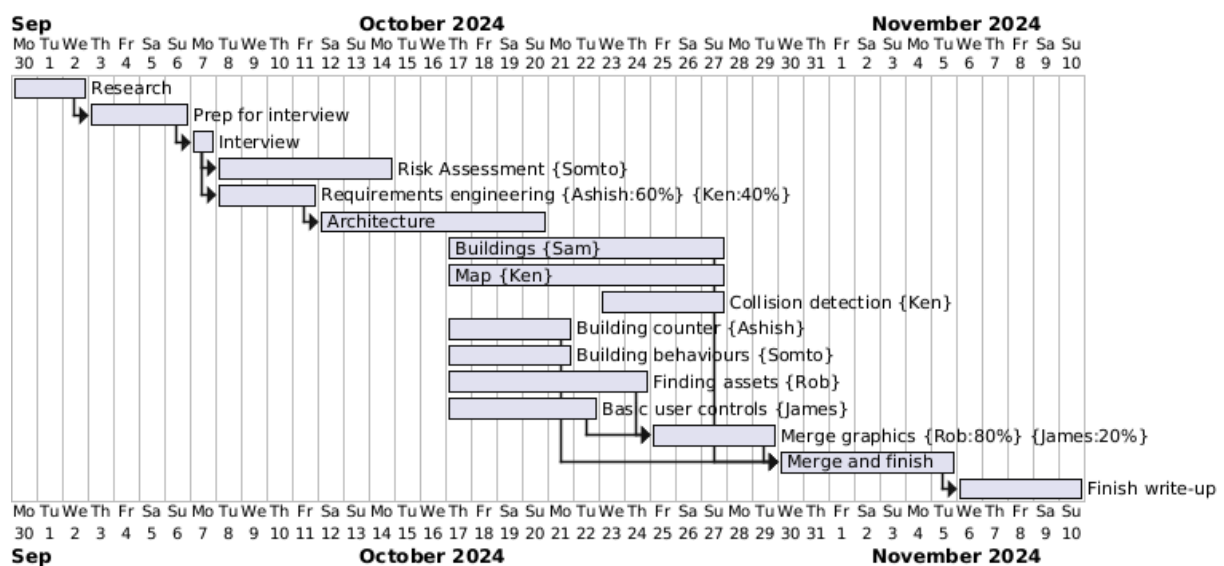 Sep October 2024 November 2024
Mo Tu We Th Fr Sa Su Mo Tu We Th Fr Sa Su Mo Tu We Th Fr Sa Su Mo Tu We Th Fr Sa Su Mo Tu We Th Fr Sa Su Mo Tu We Th Fr Sa Su
30 1 2 3 4 5 6 7 8 9 10 11 12 13 14 15 16 17 18 19 20 21 22 23 24 25 26 27 28 29 30 31 1 2 3 4 5 6 7 8 9 10
Research
Prep for interview
Interview
Risk Assessment {Somto}
Requirements engineering {Ashish:60%} {Ken:40%}
Architecture
Buildings {Sam}
Map {Ken}
Collision detection {Ken}
Building counter {Ashish}
Building behaviours {Somto}
Finding assets {Rob}
Basic user controls {James}
Merge graphics {Rob:80%} {James:20%}
Merge and finish
Finish write-up
Mo Tu We Th Fr Sa Su Mo Tu We Th Fr Sa Su Mo Tu We Th Fr Sa Su Mo Tu We Th Fr Sa Su Mo Tu We Th Fr Sa Su Mo Tu We Th Fr Sa Su
30 1 2 3 4 5 6 7 8 9 10 11 12 13 14 15 16 17 18 19 20 21 22 23 24 25 26 27 28 29 30 31 1 2 3 4 5 6 7 8 9 10
Sep October 2024 November 2024